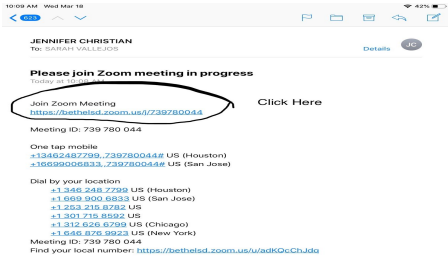 10:09 AM Wed Mar 18
42%
623
JENNIFER CHRISTIAN
JC
To: SARAH VALLEJOS
Details
Please join Zoom meeting in progress
Today at 10:08 AM
Join Zoom Meeting
Click Here
https://bethelsd.zoom.us/j/739780044
Meeting ID: 739 780 044
One tap mobile
+13462487799,,739780044# US (Houston)
+16699006833,,739780044# US (San Jose)
Dial by your location
+1 346 248 7799 US (Houston)
+1 669 900 6833 US (San Jose)
+1 253 215 8782 US
+1 301 715 8592 US
+1 312 626 6799 US (Chicago)
+1 646 876 9923 US (New York)
Meeting ID: 739 780 044
Find your local number: https://bethelsd.zoom.us/u/adKQcChJdq